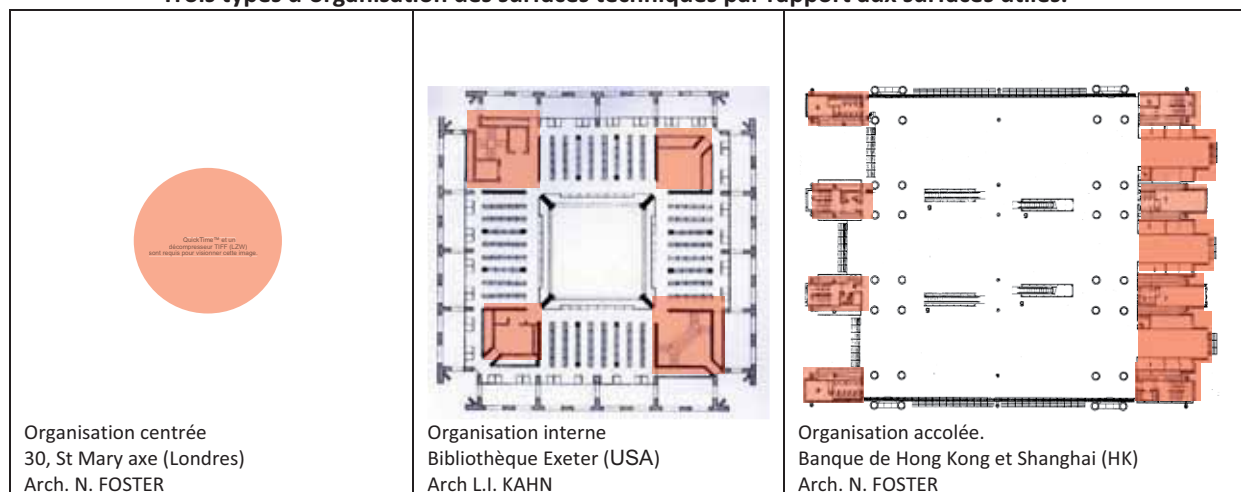 Trois types d'organisation des surfaces techniques par rapport aux surfaces utiles.
QuickTime™ et un
décompresseur TIFF (LZW)
sont requis pour visionner cette image.
Organisation centrée
30, St Mary axe (Londres)
Arch. N. FOSTER
Organisation interne
Bibliothèque Exeter (USA)
Arch L.I. KAHN
Organisation accolée.
Banque de Hong Kong et Shanghai (HK)
Arch. N. FOSTER